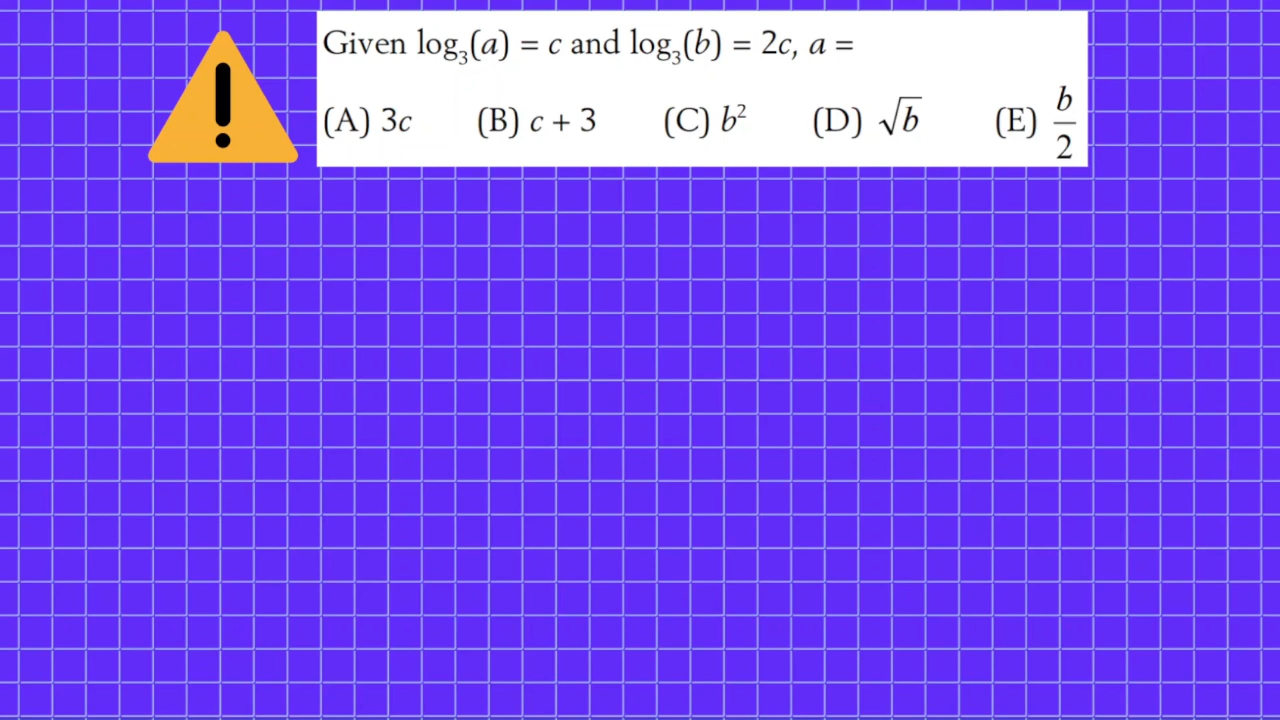 Given log₃(a) = c and log₃(b) = 2c, a =
(A) 3c (B) c + 3 (C) b² (D) √b (E) b/2